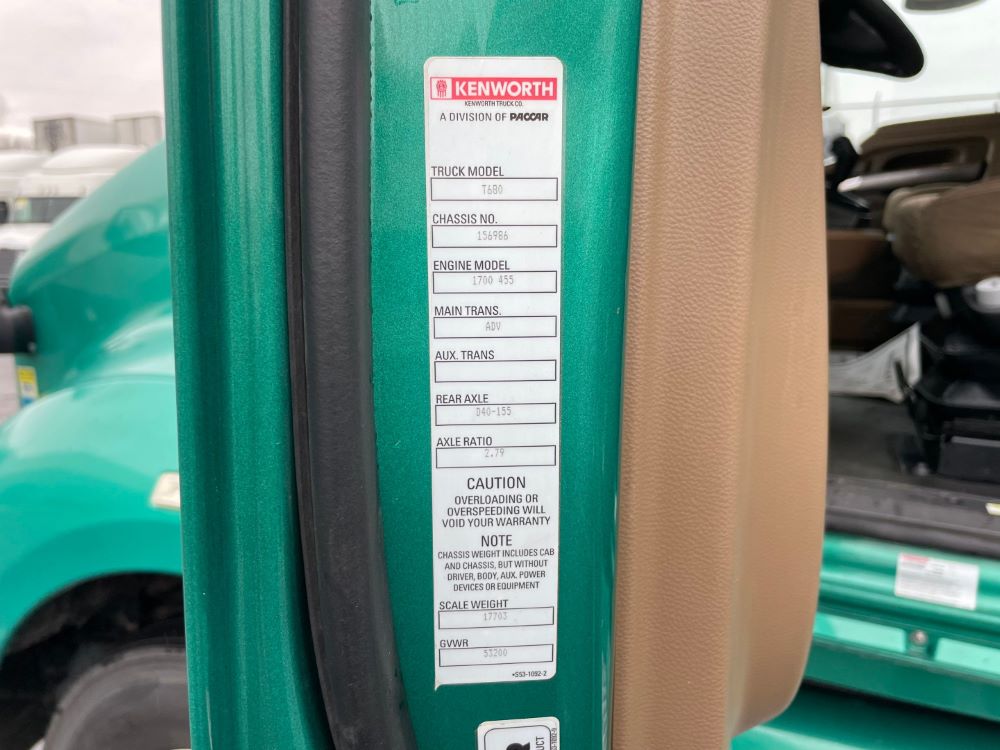 KENWORTH
KENWORTH TRUCK CO.
A DIVISION OF PACCAR
TRUCK MODEL
T680
CHASSIS NO.
156986
ENGINE MODEL
1700 455
MAIN TRANS.
ADV
AUX. TRANS
REAR AXLE
D40-155
AXLE RATIO
2.79
CAUTION
OVERLOADING OR
OVERSPEEDING WILL
VOID YOUR WARRANTY
NOTE
CHASSIS WEIGHT INCLUDES CAB
AND CHASSIS, BUT WITHOUT
DRIVER, BODY, AUX. POWER
DEVICES OR EQUIPMENT
SCALE WEIGHT
17703
GVWR
53200
•S53-1092-2